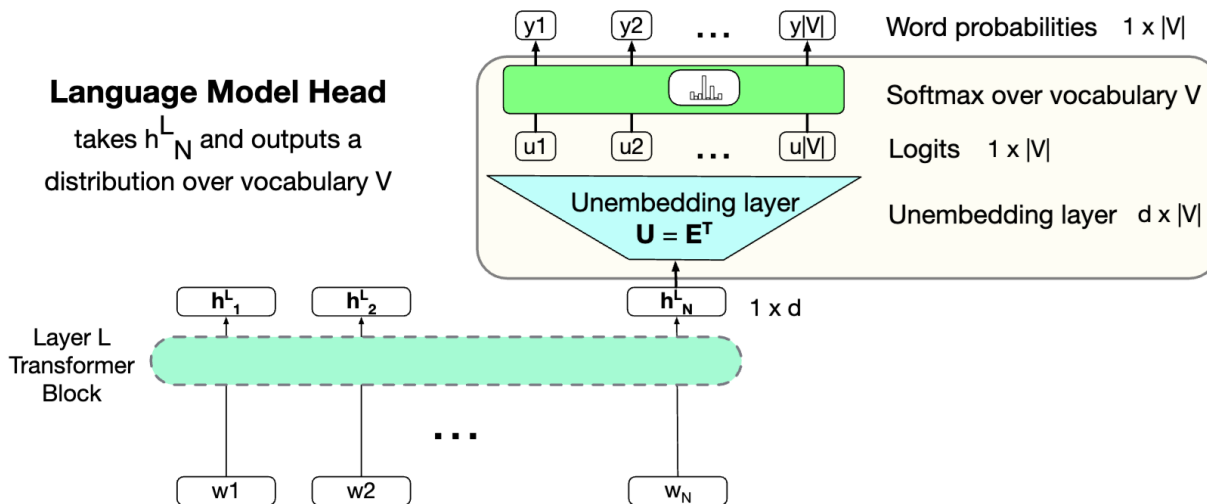 y1 y2 ... y|V| Word probabilities 1 x |V|
Language Model Head
takes h^L_N and outputs a
distribution over vocabulary V
Softmax over vocabulary V
u1 u2 ... u|V| Logits 1 x |V|
Unembedding layer
U = E^T
Unembedding layer d x |V|
h^L_1 h^L_2 h^L_N 1 x d
Layer L
Transformer
Block
...
w1 w2 w_N